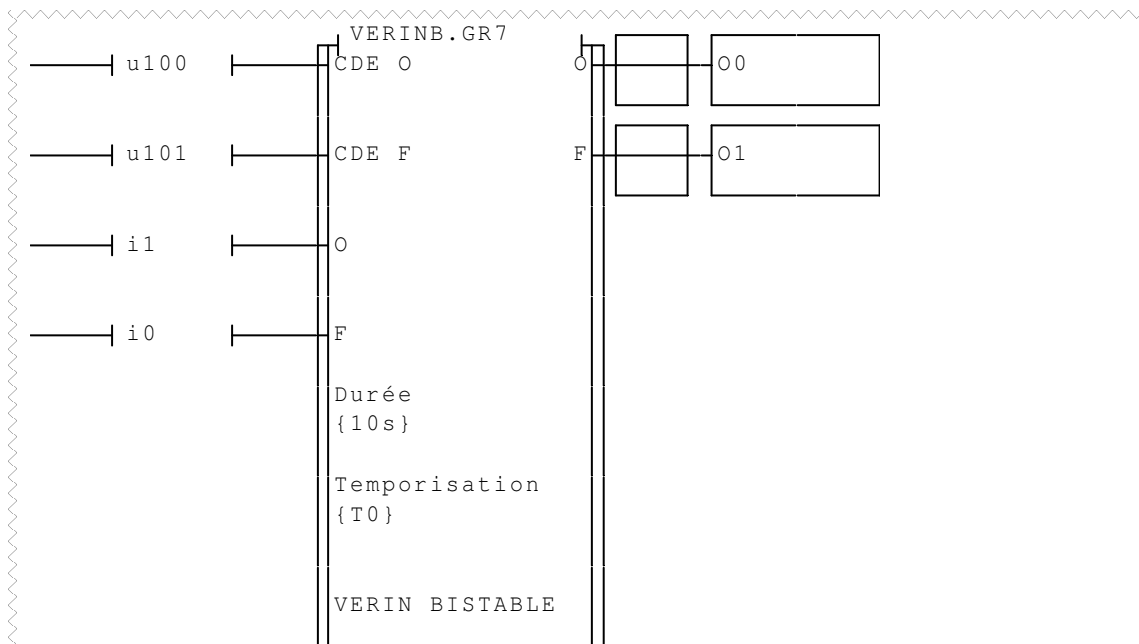 VERINB.GR7
u100 CDE O O O0
u101 CDE F F O1
i1 O
i0 F
Durée
{10s}
Temporisation
{T0}
VERIN BISTABLE